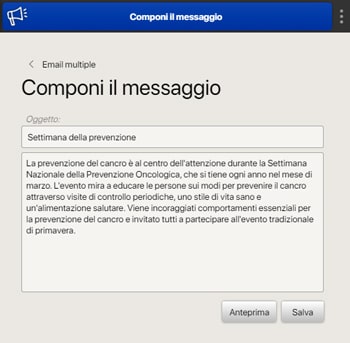 Componi il messaggio
Email multiple
Componi il messaggio
Oggetto:
Settimana della prevenzione
La prevenzione del cancro è al centro dell'attenzione durante la Settimana
Nazionale della Prevenzione Oncologica, che si tiene ogni anno nel mese di
marzo. L'evento mira a educare le persone sui modi per prevenire il cancro
attraverso visite di controllo periodiche, uno stile di vita sano e
un'alimentazione salutare. Viene incoraggiati comportamenti essenziali per
la prevenzione del cancro e invitato tutti a partecipare all'evento tradizionale
di primavera.
Anteprima
Salva